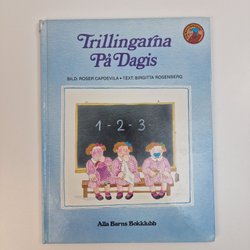 Trillingarna
På Dagis
BILD: ROSER CAPDEVILA • TEXT: BIRGITTA ROSENBERG
1-2-3
Alla Barns Bokklubb